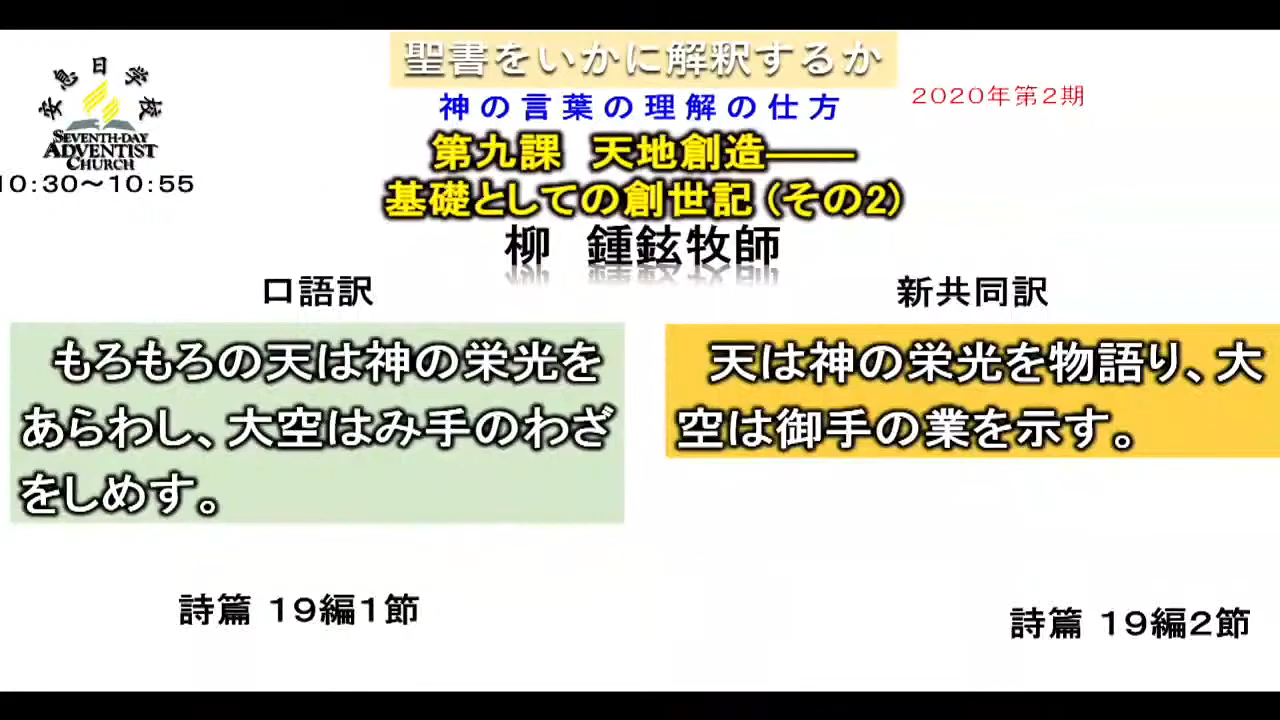 聖書をいかに解釈するか
安息日学校
神の言葉の理解の仕方
2020年第2期
SEVENTH-DAY
ADVENTIST
CHURCH
第九課 天地創造――
10:30～10:55
基礎としての創世記(その2)
柳 鍾鉉牧師
口語訳
新共同訳
もろもろの天は神の栄光を
あらわし、大空はみ手のわざ
をしめす。
天は神の栄光を物語り、大
空は御手の業を示す。
詩篇 19編1節
詩篇 19編2節